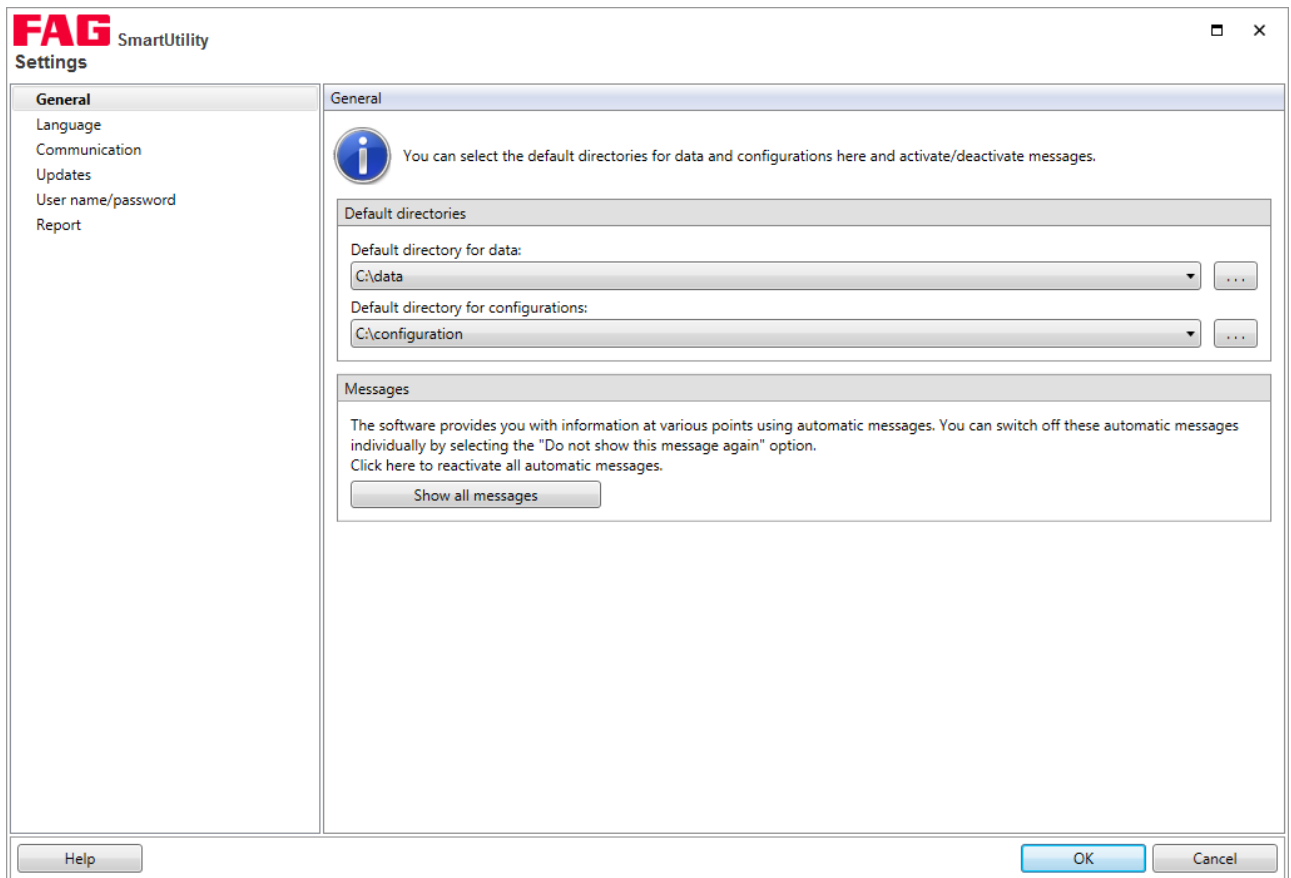 FAG SmartUtility
Settings
General
Language
Communication
Updates
User name/password
Report
General
You can select the default directories for data and configurations here and activate/deactivate messages.
Default directories
Default directory for data:
C:\data
...
Default directory for configurations:
C:\configuration
...
Messages
The software provides you with information at various points using automatic messages. You can switch off these automatic messages
individually by selecting the "Do not show this message again" option.
Click here to reactivate all automatic messages.
Show all messages
Help
OK
Cancel